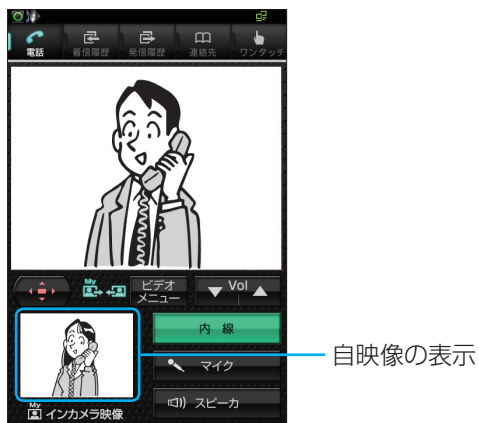 電話
着信履歴
発信履歴
連絡先
ワンタッチ
My
ビデオ
メニュー
Vol
内 線
自映像の表示
マイク
スピーカ
My
インカメラ映像